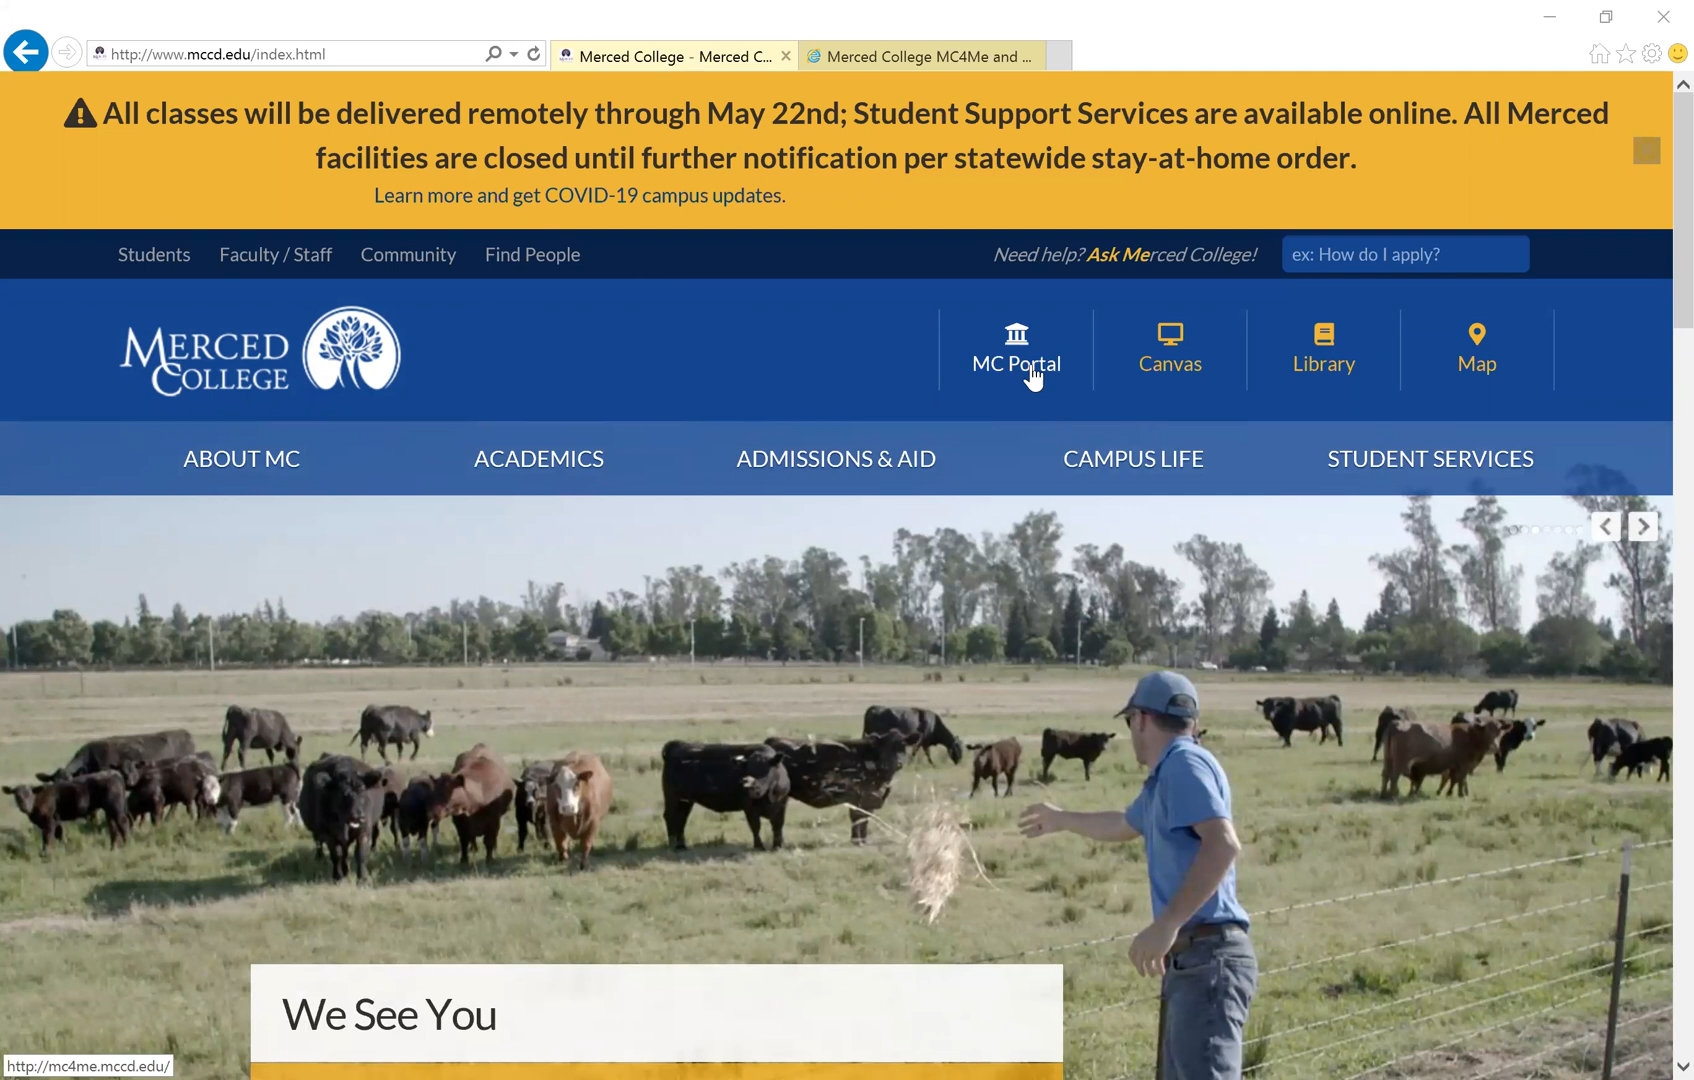 http://www.mccd.edu/index.html
Merced College - Merced C...
Merced College MC4Me and ...
All classes will be delivered remotely through May 22nd; Student Support Services are available online. All Merced
facilities are closed until further notification per statewide stay-at-home order.
Learn more and get COVID-19 campus updates.
Students
Faculty / Staff
Community
Find People
Need help? Ask Merced College!
ex: How do I apply?
MERCED
COLLEGE
MC Portal
Canvas
Library
Map
ABOUT MC
ACADEMICS
ADMISSIONS & AID
CAMPUS LIFE
STUDENT SERVICES
We See You
http://mc4me.mccd.edu/